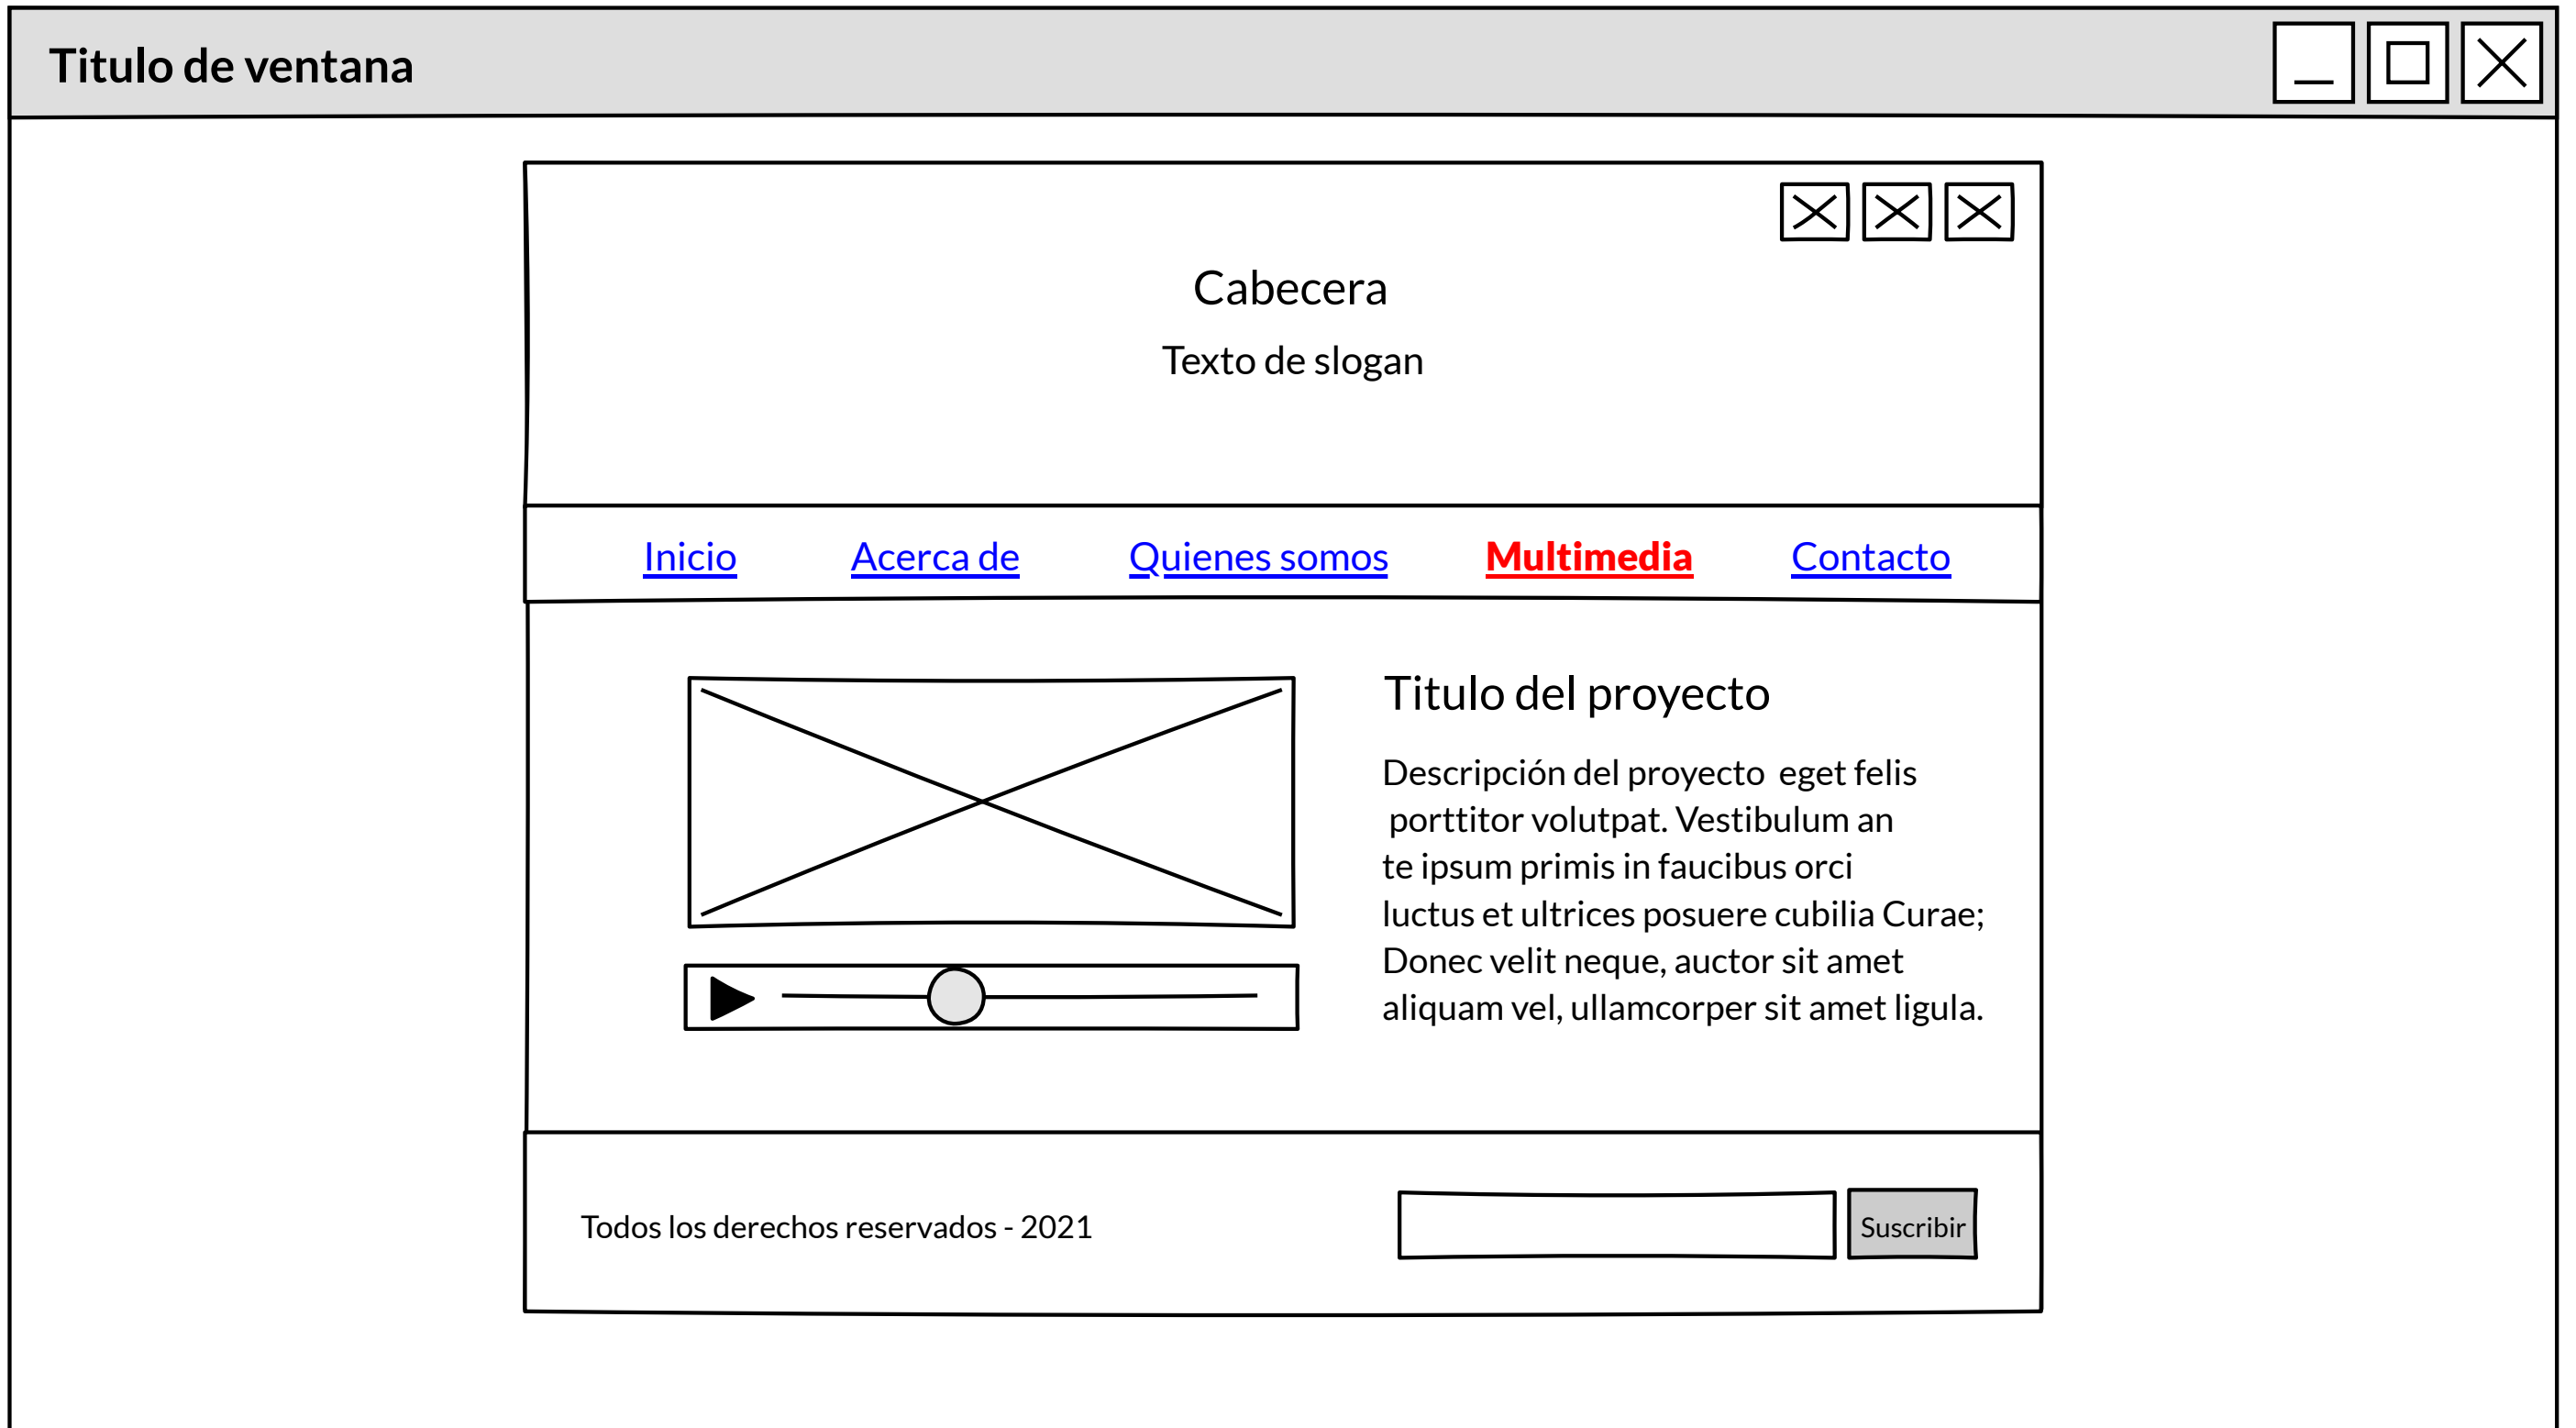 Titulo de ventana
Cabecera
Texto de slogan
Inicio Acerca de Quienes somos Multimedia Contacto
Titulo del proyecto
Descripción del proyecto  eget felis
porttitor volutpat. Vestibulum an
te ipsum primis in faucibus orci
luctus et ultrices posuere cubilia Curae;
Donec velit neque, auctor sit amet
aliquam vel, ullamcorper sit amet ligula.
Todos los derechos reservados - 2021
Suscribir